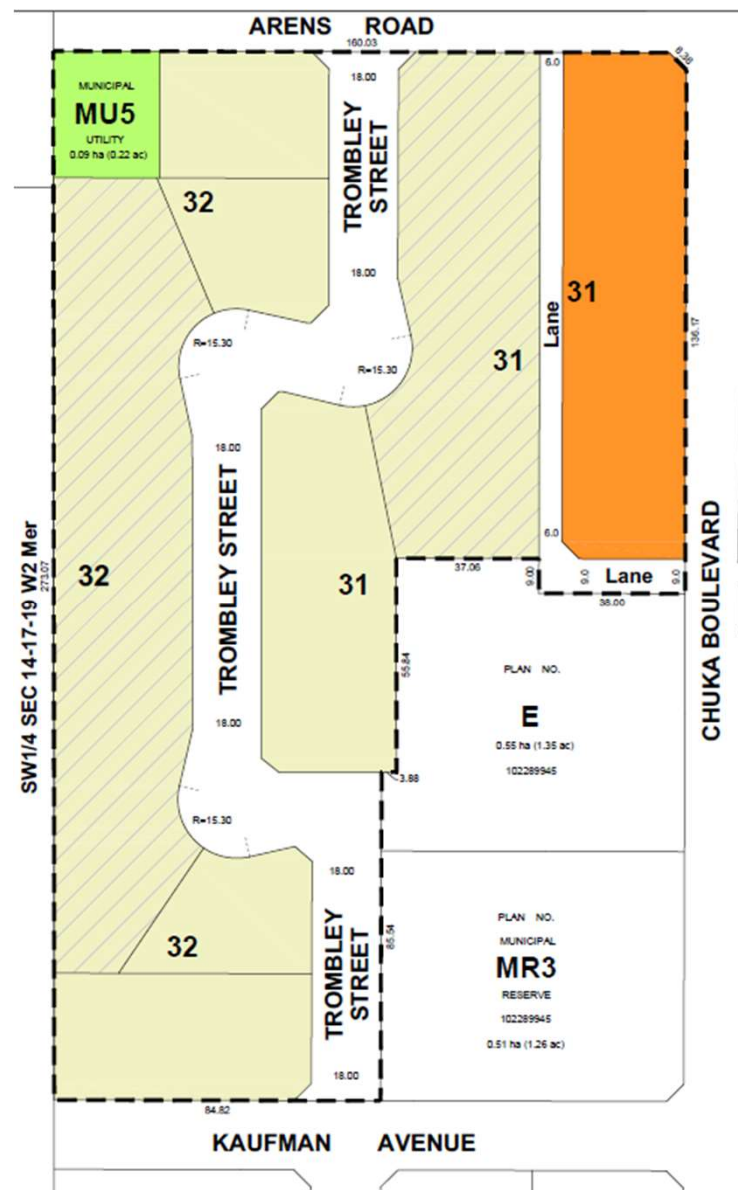 ARENS ROAD
160.03
8.38
MUNICIPAL
MU5
UTILITY
0.09 ha (0.22 ac)
18.00
TROMBLEY
STREET
18.00
6.0
32
31
Lane
31
136.17
R=15.30
R=15.30
18.00
TROMBLEY STREET
18.00
SW1/4 SEC 14-17-19 W2 Mer
273.07
32
31
6.0
37.06
9.00
9.0
Lane
9.0
38.00
CHUKA BOULEVARD
55.84
PLAN NO.
E
0.55 ha (1.35 ac)
102289945
3.88
R=15.30
18.00
32
TROMBLEY
STREET
18.00
85.54
PLAN NO.
MUNICIPAL
MR3
RESERVE
102289945
0.51 ha (1.26 ac)
84.82
KAUFMAN AVENUE